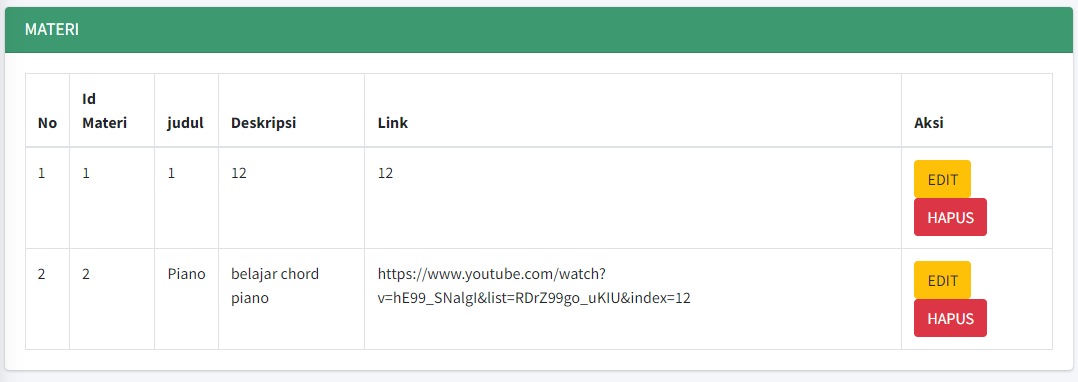 MATERI
No Id Materi judul Deskripsi Link Aksi
1 1 1 12 12 EDIT
HAPUS
2 2 Piano belajar chord piano https://www.youtube.com/watch?
v=hE99_SNalgI&list=RDrZ99go_uKIU&index=12 EDIT
HAPUS